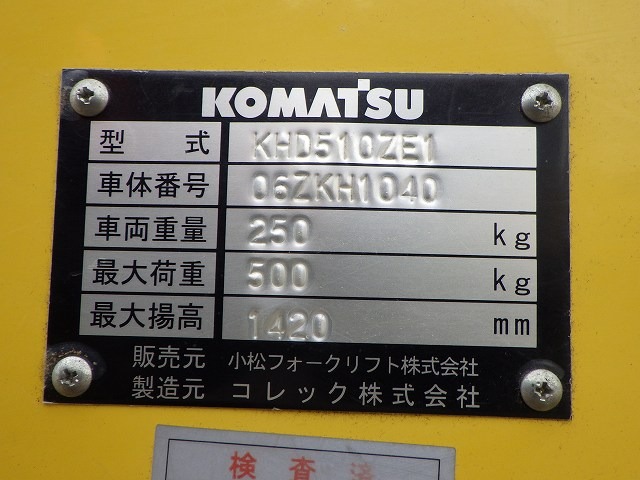 KOMATSU
型式 KHD510ZE1
車体番号 06ZKH1040
車両重量 250 kg
最大荷重 500 kg
最大揚高 1420 mm
販売元 小松フォークリフト株式会社
製造元 コレック株式会社
検査済